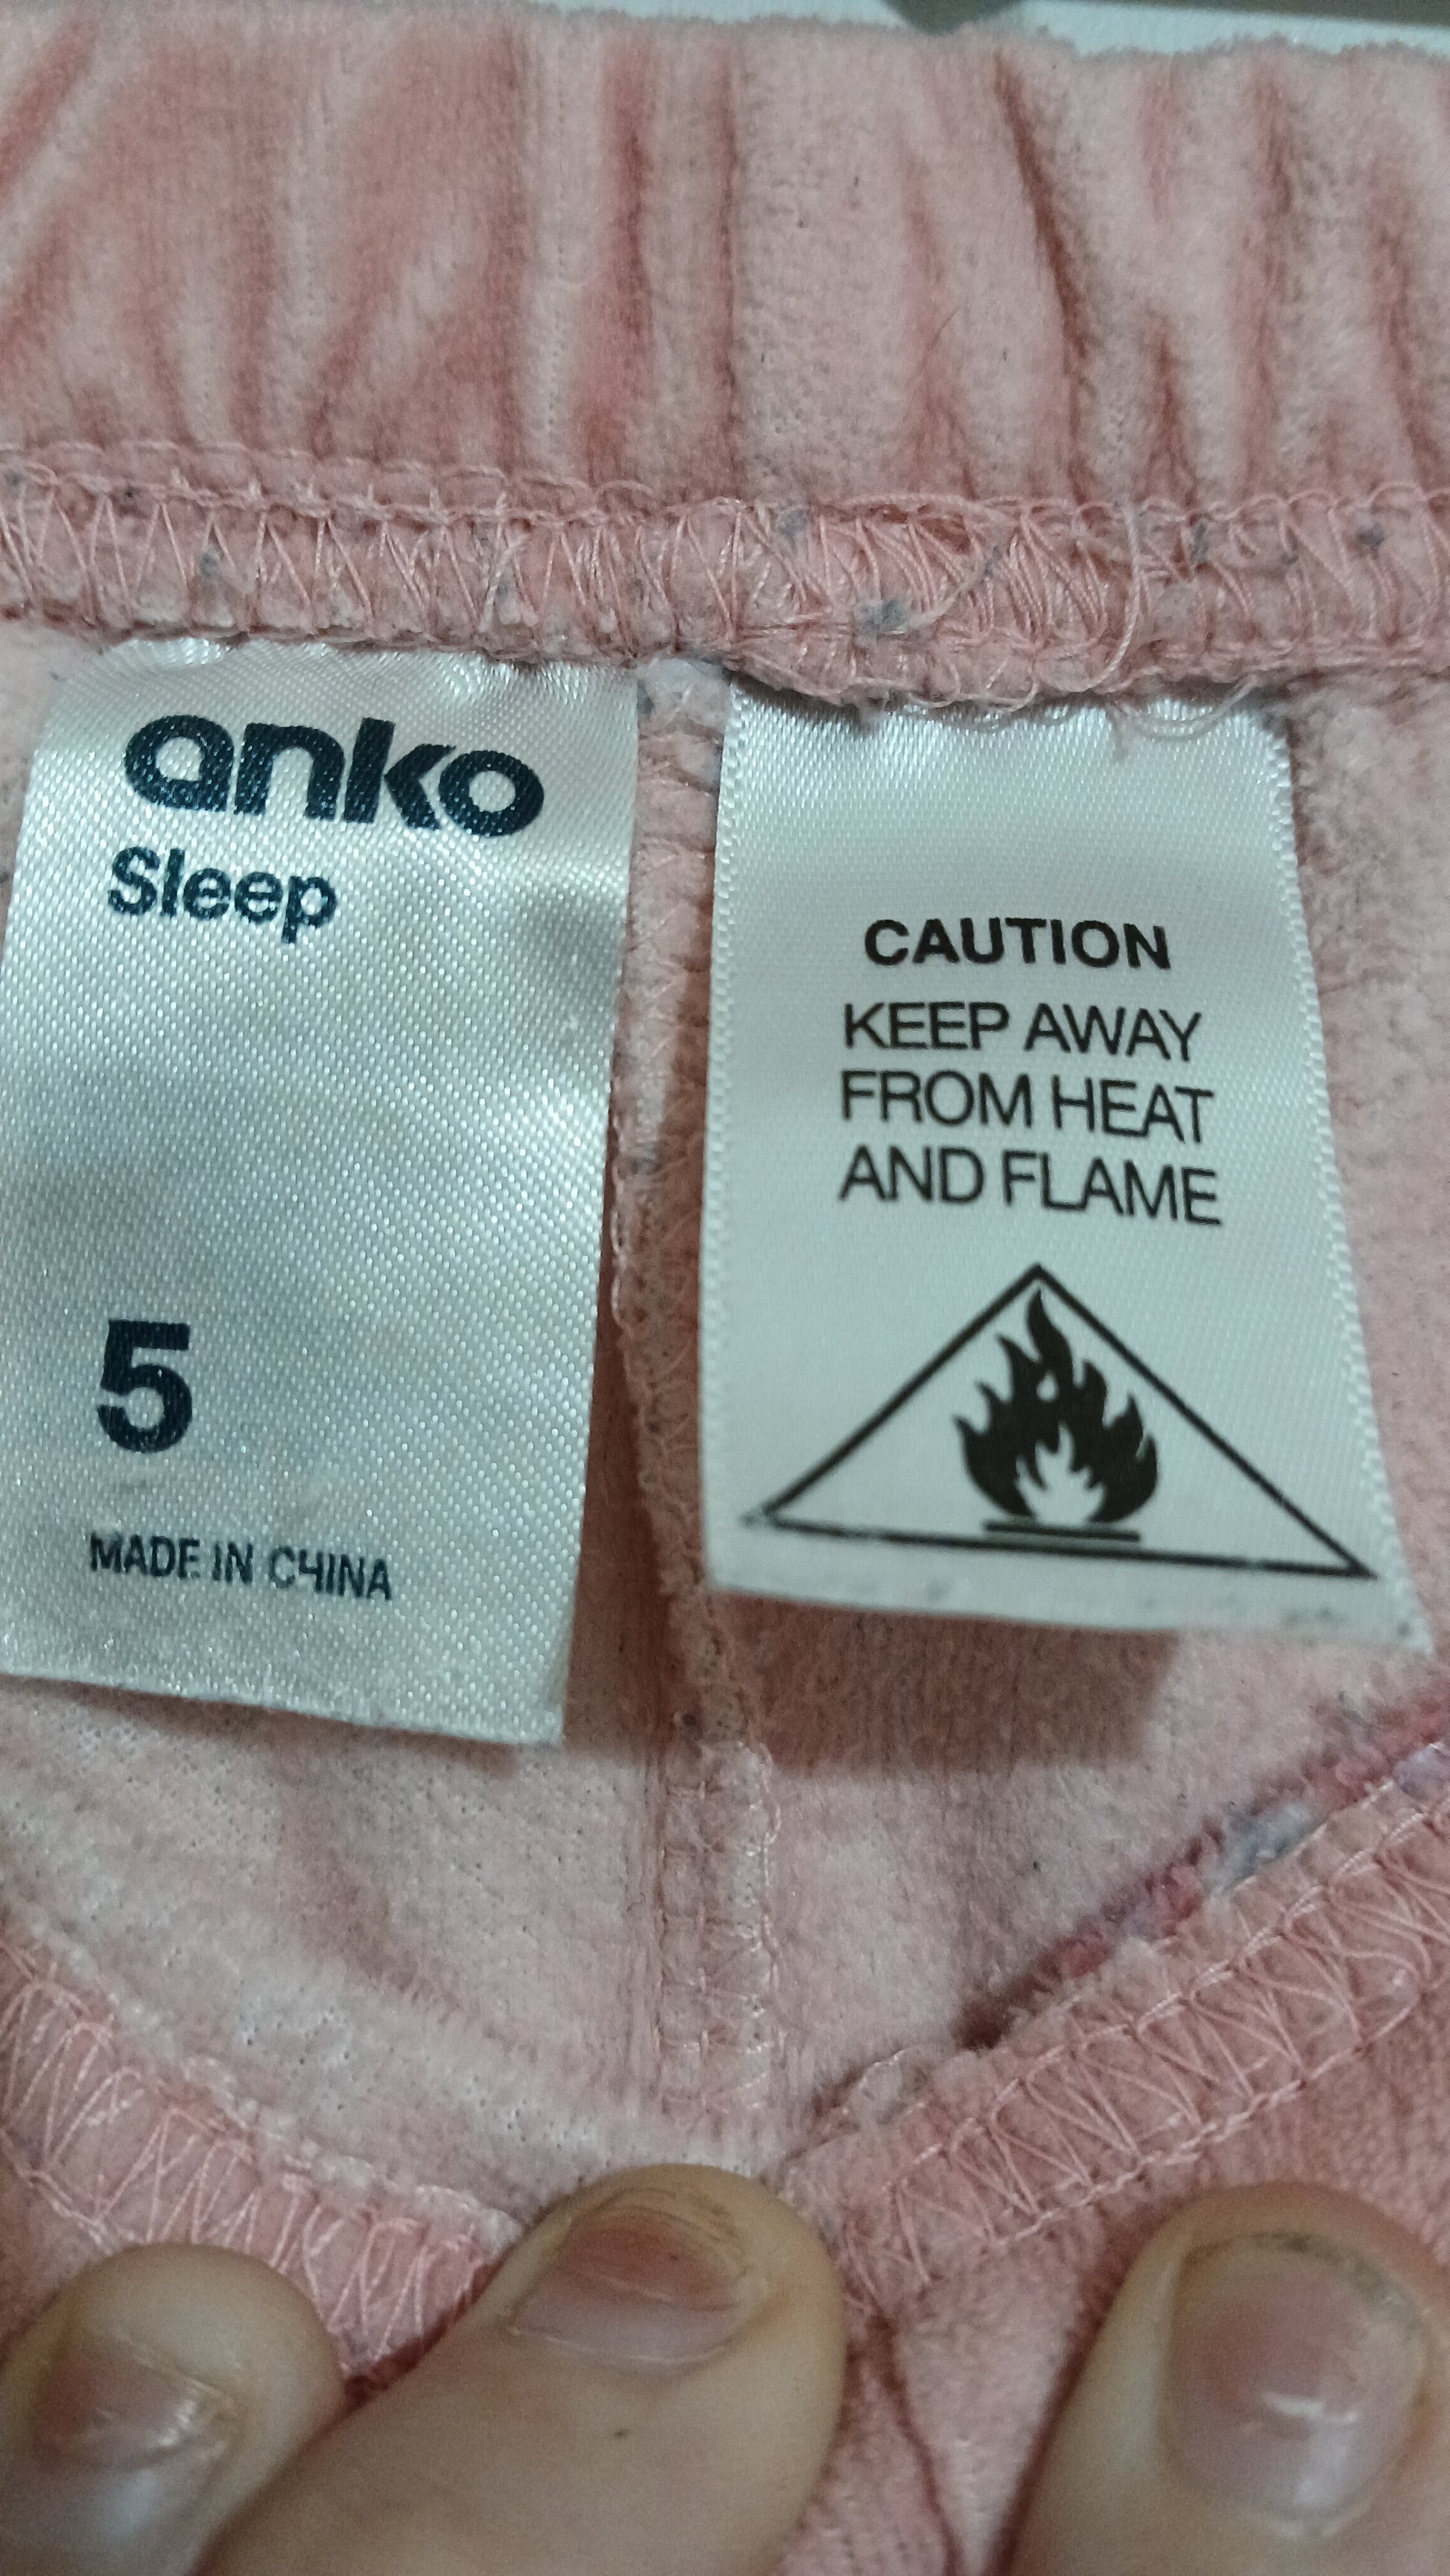 anko
Sleep
5
MADE IN CHINA
CAUTION
KEEP AWAY
FROM HEAT
AND FLAME